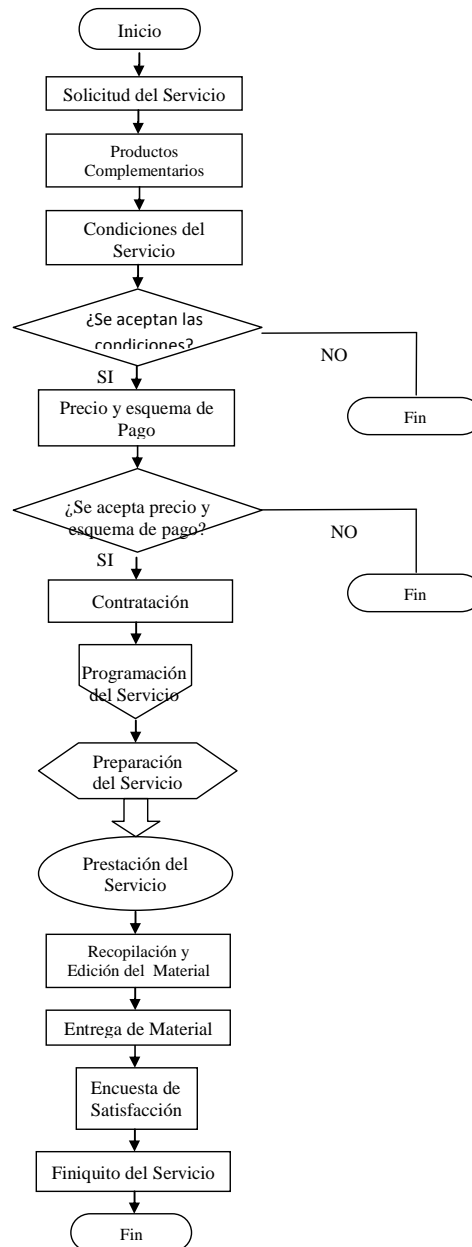 Inicio
Solicitud del Servicio
Productos
Complementarios
Condiciones del
Servicio
¿Se aceptan las
condiciones?
NO
SI
Precio y esquema de
Pago
Fin
¿Se acepta precio y
esquema de pago?
NO
SI
Contratación
Fin
Programación
del Servicio
Preparación
del Servicio
Prestación del
Servicio
Recopilación y
Edición del Material
Entrega de Material
Encuesta de
Satisfacción
Finiquito del Servicio
Fin